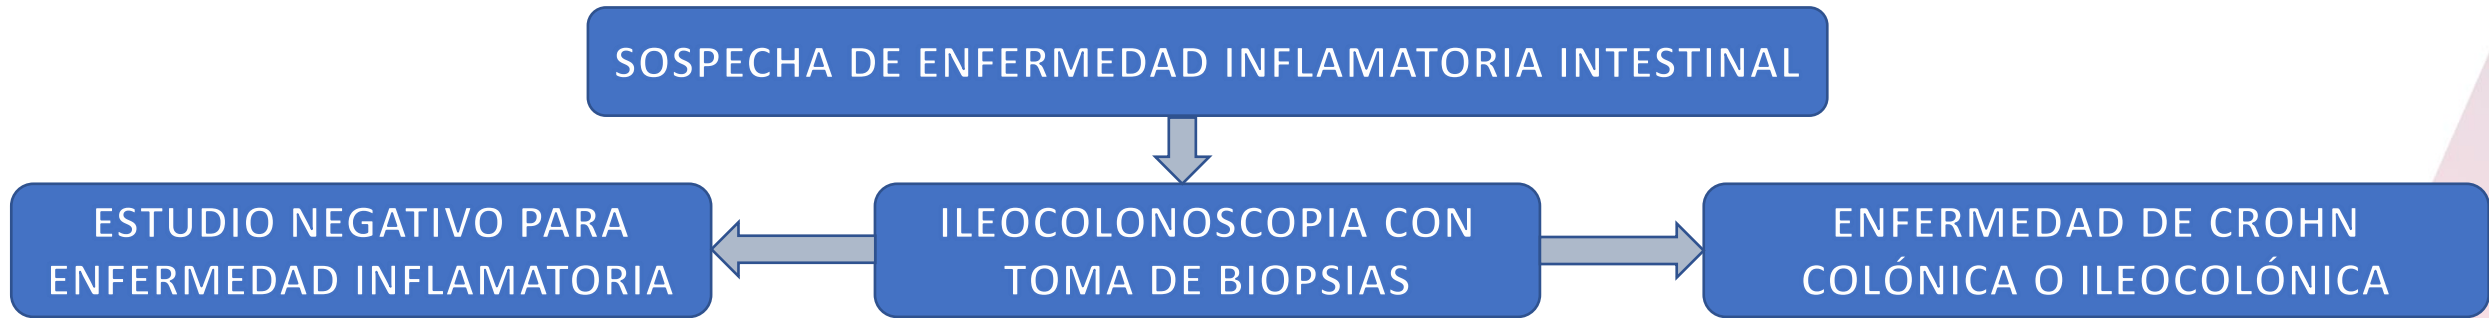 SOSPECHA DE ENFERMEDAD INFLAMATORIA INTESTINAL
ESTUDIO NEGATIVO PARA
ENFERMEDAD INFLAMATORIA
ILEOCOLONOSCOPIA CON
TOMA DE BIOPSIAS
ENFERMEDAD DE CROHN
COLÓNICA O ILEOCOLÓNICA